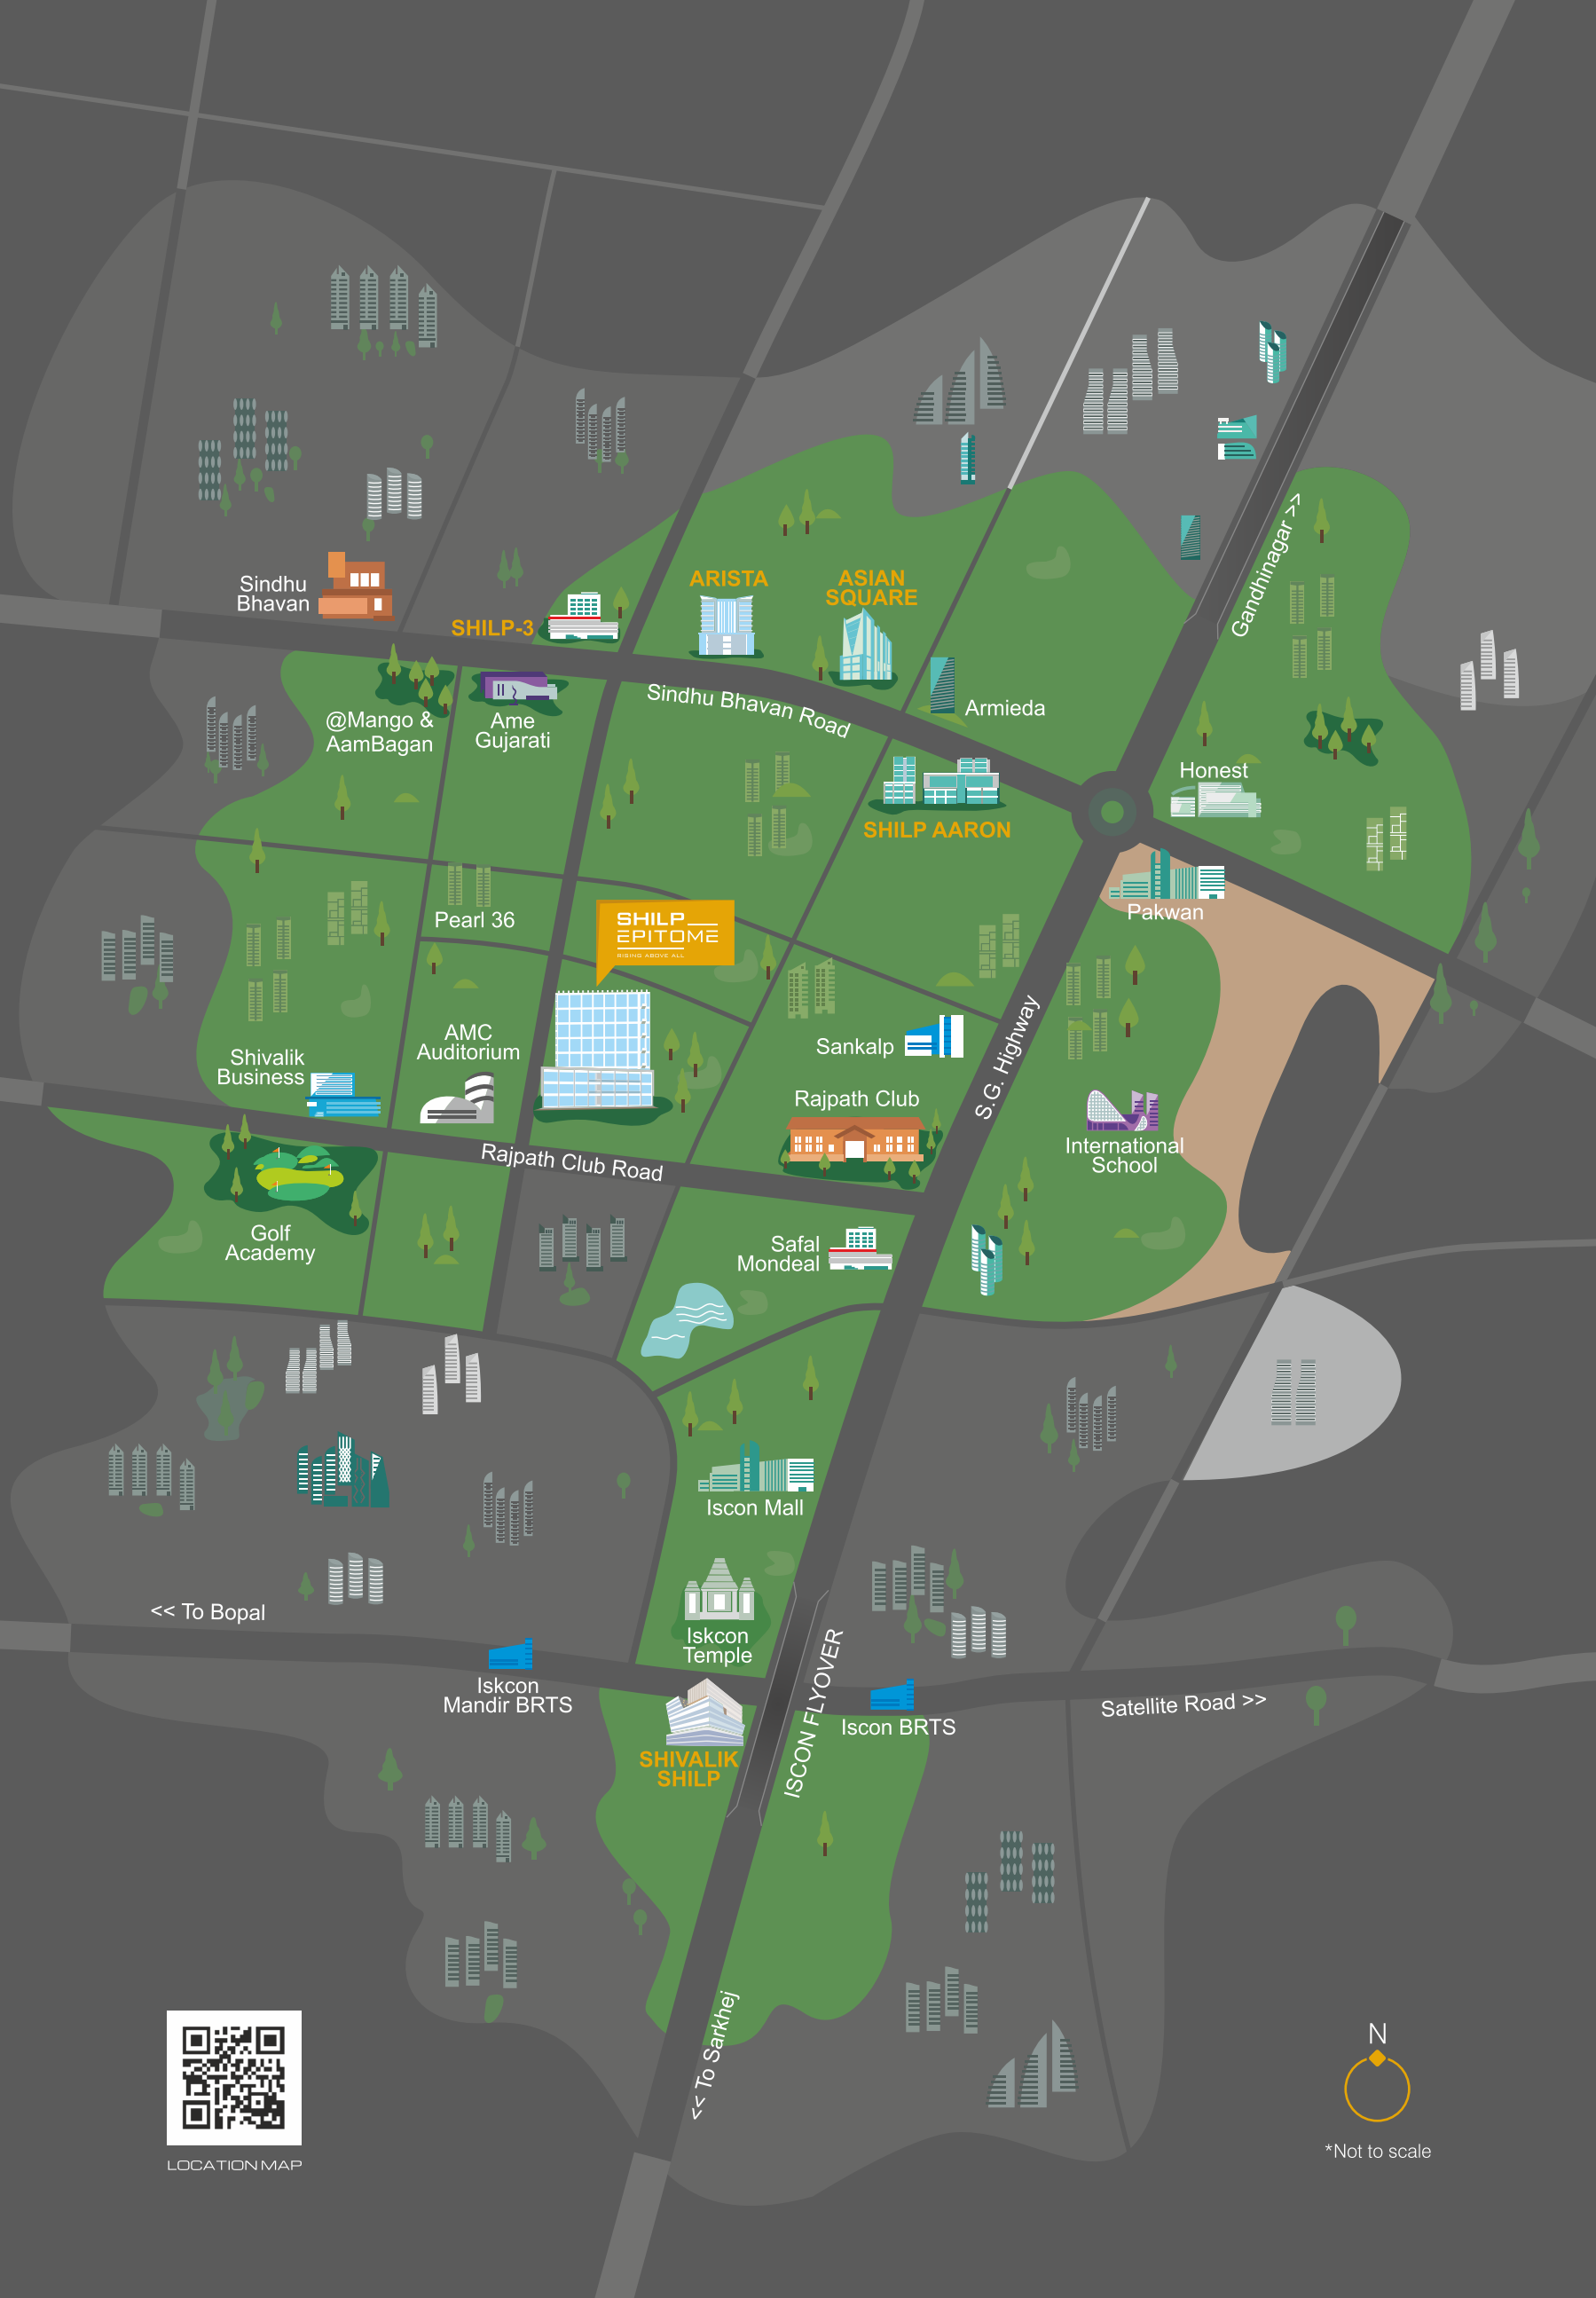 Gandhinagar >>
Sindhu
Bhavan
SHILP-3
ARISTA
ASIAN
SQUARE
@Mango &
AamBagan
Ame
Gujarati
Sindhu Bhavan Road
Armieda
Honest
SHILP AARON
Pakwan
Pearl 36
SHILP
EPITOME
RISING ABOVE ALL
AMC
Auditorium
Shivalik
Business
Sankalp
S.G. Highway
Rajpath Club
International
School
Rajpath Club Road
Golf
Academy
Safal
Mondeal
Iscon Mall
<< To Bopal
Iskcon
Temple
Iskcon
Mandir BRTS
ISCON FLYOVER
Iscon BRTS
Satellite Road >>
SHIVALIK
SHILP
<< To Sarkhej
LOCATION MAP
N
*Not to scale